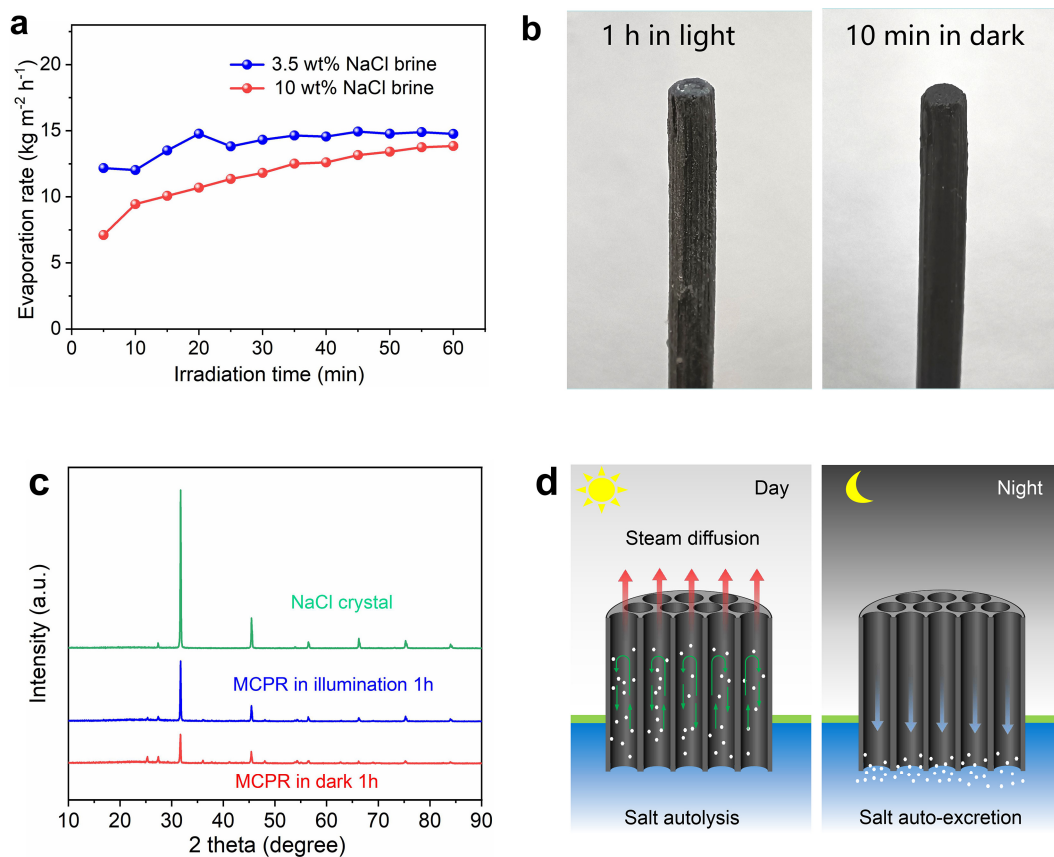 a
Evaporation rate (kg m⁻² h⁻¹)
20
15
10
5
0
3.5 wt% NaCl brine
10 wt% NaCl brine
0 10 20 30 40 50 60
Irradiation time (min)
b
1 h in light
10 min in dark
c
Intensity (a.u.)
NaCl crystal
MCPR in illumination 1h
MCPR in dark 1h
10 20 30 40 50 60 70 80 90
2 theta (degree)
d
Day
Steam diffusion
Salt autolysis
Night
Salt auto-excretion